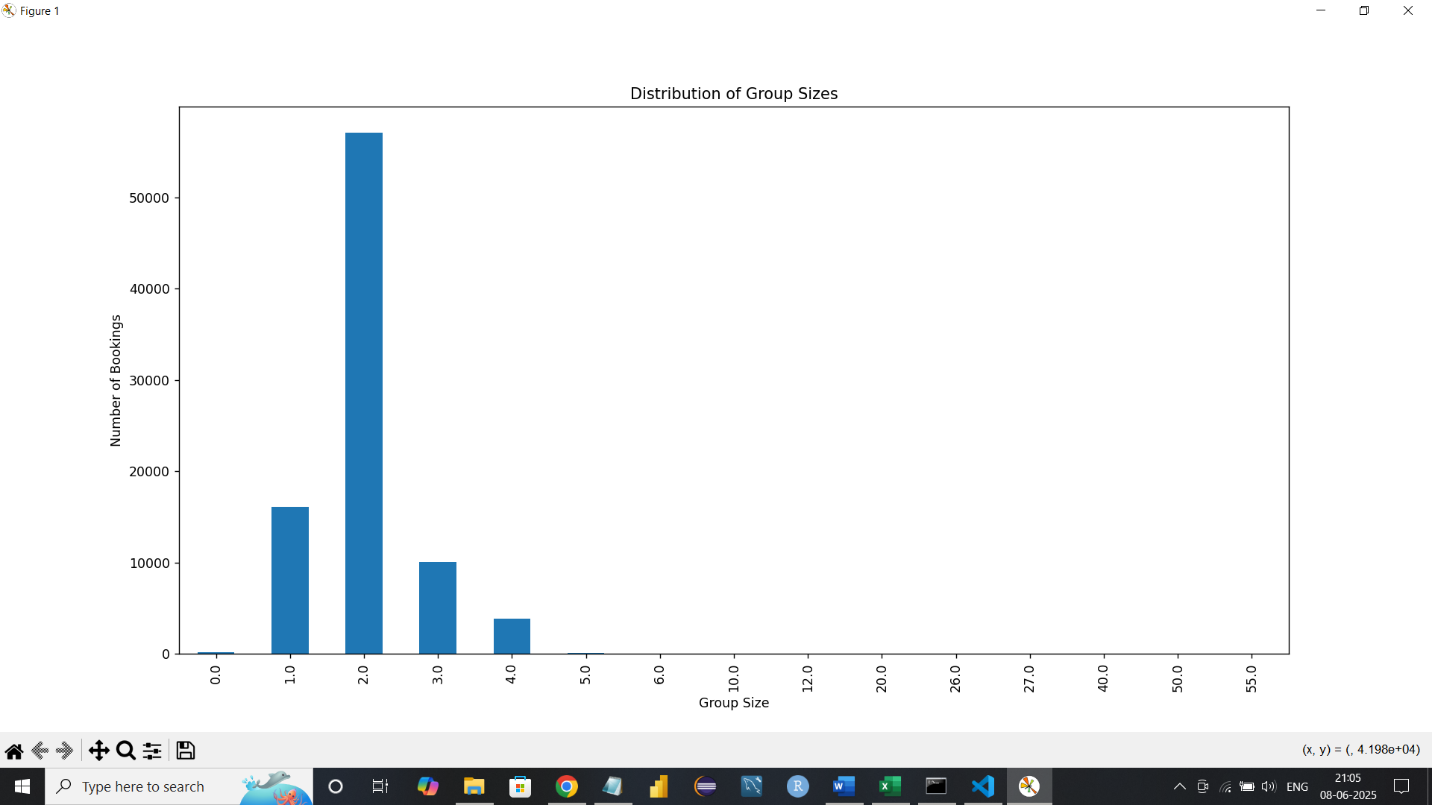 Figure 1
Distribution of Group Sizes
50000
40000
30000
20000
10000
0
Number of Bookings
0.0
1.0
2.0
3.0
4.0
5.0
6.0
10.0
12.0
20.0
26.0
27.0
40.0
50.0
55.0
Group Size
(x, y) = (, 4.198e+04)
Type here to search
R
W
X
ENG
21:05
08-06-2025